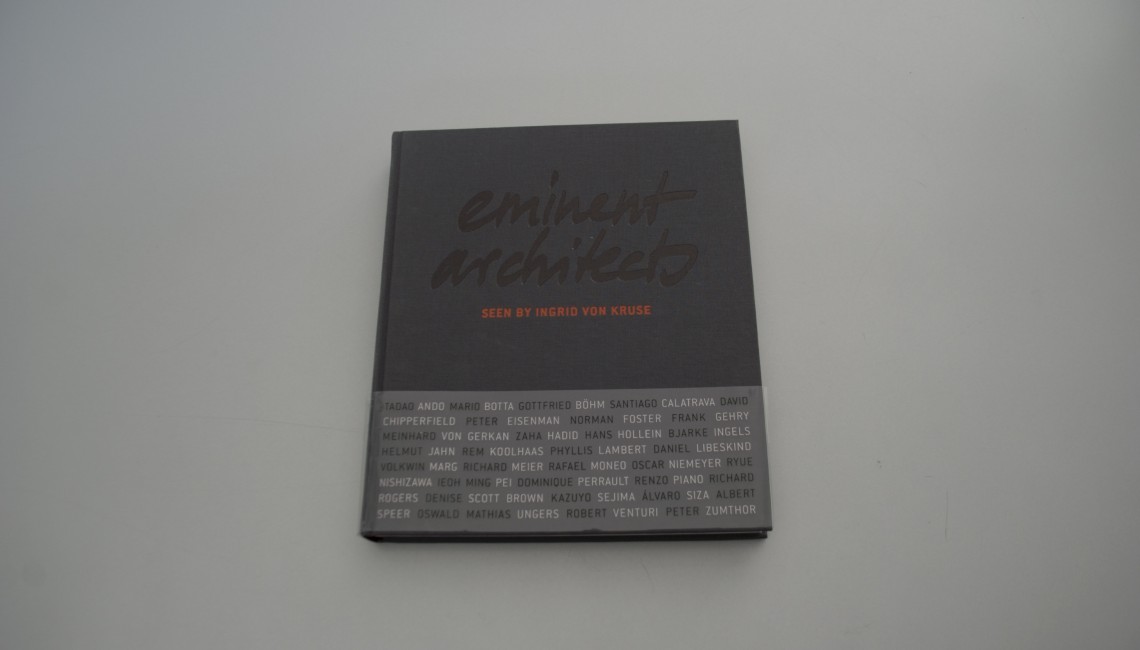 eminent
architects
SEEN BY INGRID VON KRUSE
TADAO ANDO MARIO BOTTA GOTTFRIED BÖHM SANTIAGO CALATRAVA DAVID
CHIPPERFIELD PETER EISENMAN NORMAN FOSTER FRANK GEHRY
MEINHARD VON GERKAN ZAHA HADID HANS HOLLEIN BJARKE INGELS
HELMUT JAHN REM KOOLHAAS PHYLLIS LAMBERT DANIEL LIBESKIND
VOLKWIN MARG RICHARD MEIER RAFAEL MONEO OSCAR NIEMEYER RYUE
NISHIZAWA IEOH MING PEI DOMINIQUE PERRAULT RENZO PIANO RICHARD
ROGERS DENISE SCOTT BROWN KAZUYO SEJIMA ÁLVARO SIZA ALBERT
SPEER OSWALD MATHIAS UNGERS ROBERT VENTURI PETER ZUMTHOR